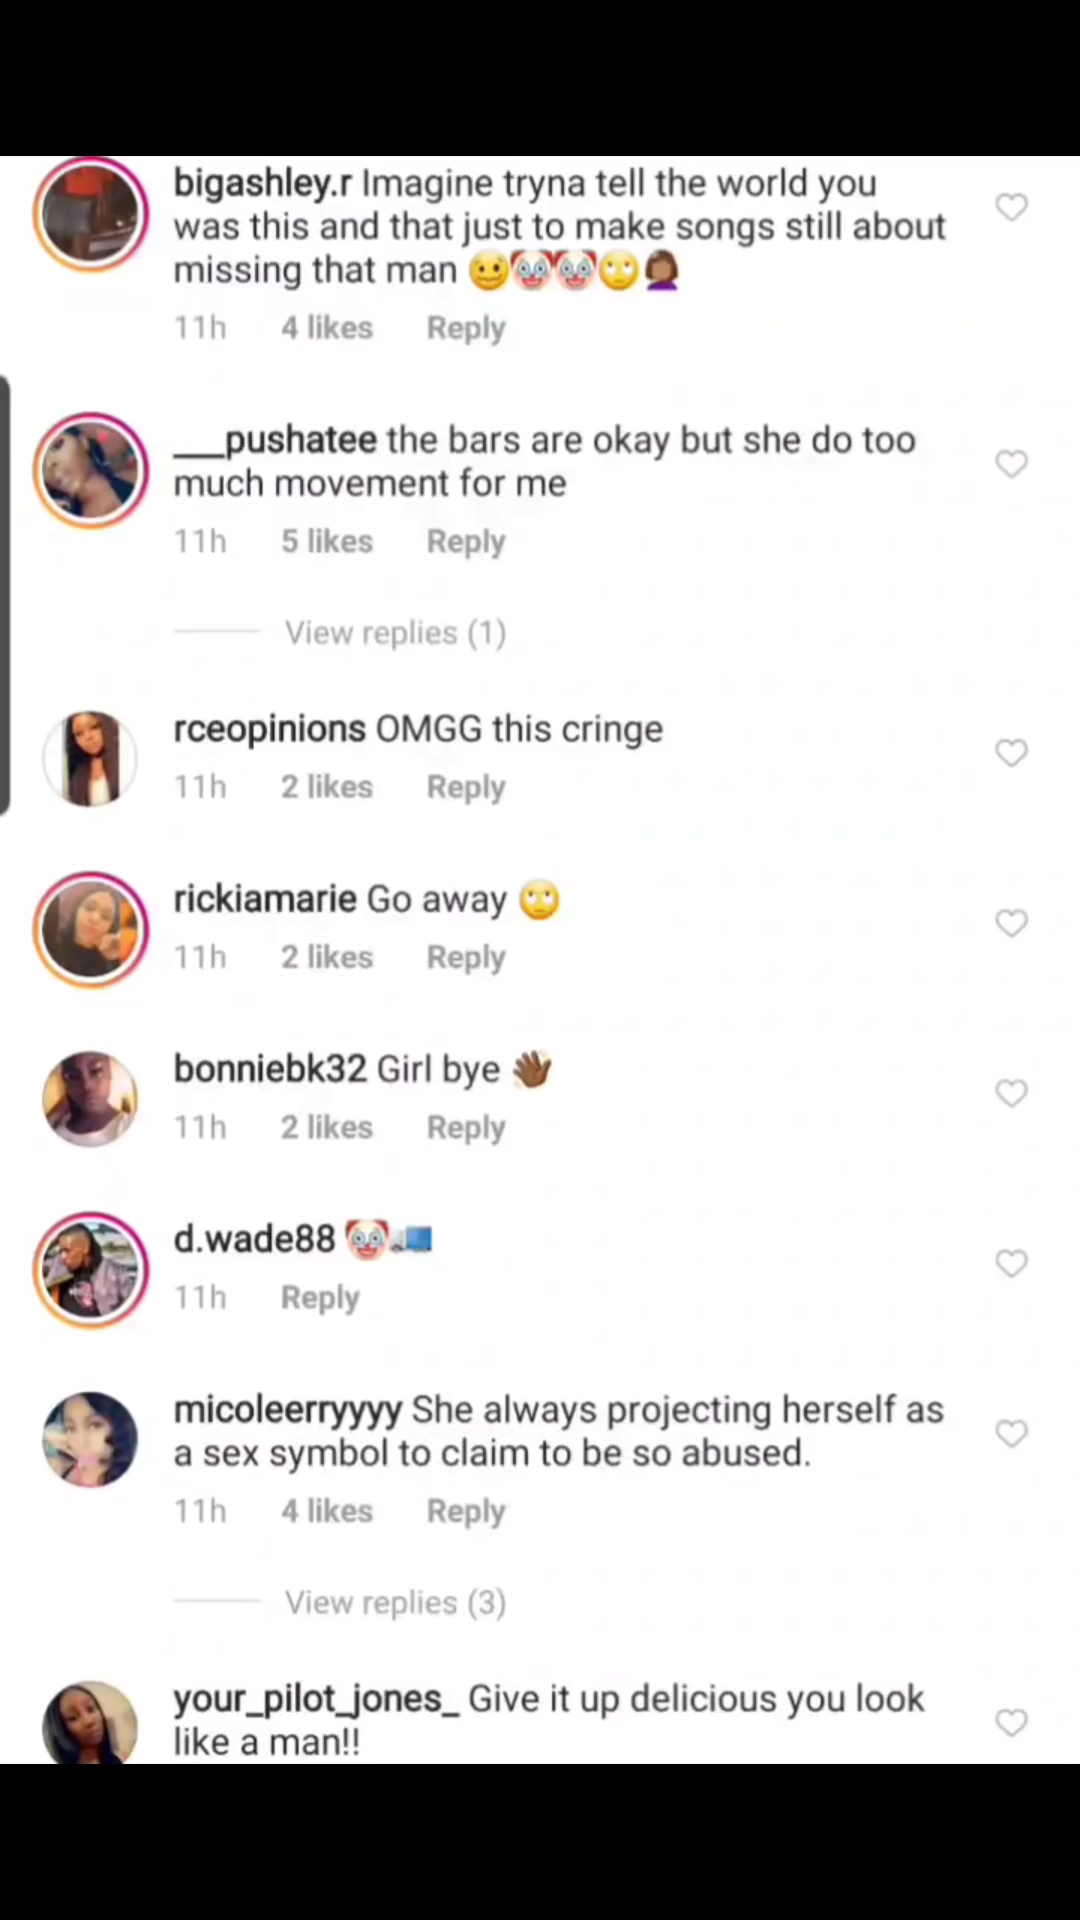 bigashley.r Imagine tryna tell the world you
was this and that just to make songs still about
missing that man 🥴🤡🤡🙄🤦🏽‍♀️
11h 4 likes Reply
___pushatee the bars are okay but she do too
much movement for me
11h 5 likes Reply
View replies (1)
rceopinions OMGG this cringe
11h 2 likes Reply
rickiamarie Go away 🙄
11h 2 likes Reply
bonniebk32 Girl bye 👋🏾
11h 2 likes Reply
d.wade88 🤡🚛
11h Reply
micoleerryyyy She always projecting herself as
a sex symbol to claim to be so abused.
11h 4 likes Reply
View replies (3)
your_pilot_jones_ Give it up delicious you look
like a man!!